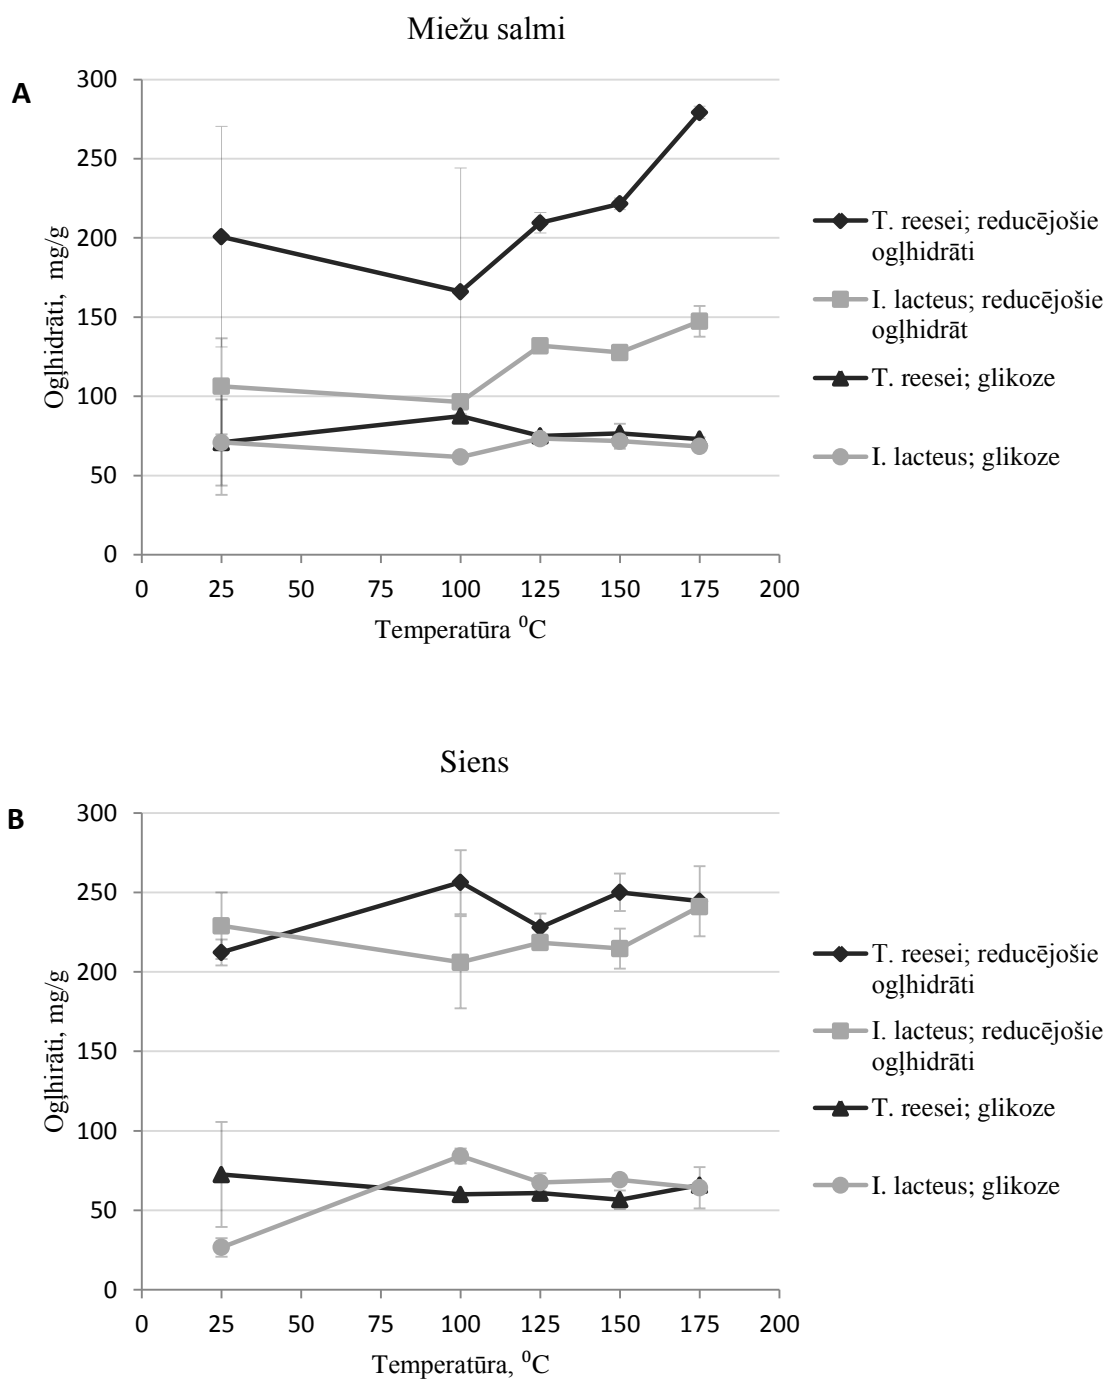 Miežu salmi
A
300
250
200
150
100
50
0
Ogļhidrāti, mg/g
0 25 50 75 100 125 150 175 200
Temperatūra ⁰C
T. reesei; reducējošie
ogļhidrāti
I. lacteus; reducējošie
ogļhidrāt
T. reesei; glikoze
I. lacteus; glikoze
Siens
B
300
250
200
150
100
50
0
Ogļhirāti, mg/g
0 25 50 75 100 125 150 175 200
Temperatūra, ⁰C
T. reesei; reducējošie
ogļhidrāti
I. lacteus; reducējošie
ogļhidrāti
T. reesei; glikoze
I. lacteus; glikoze